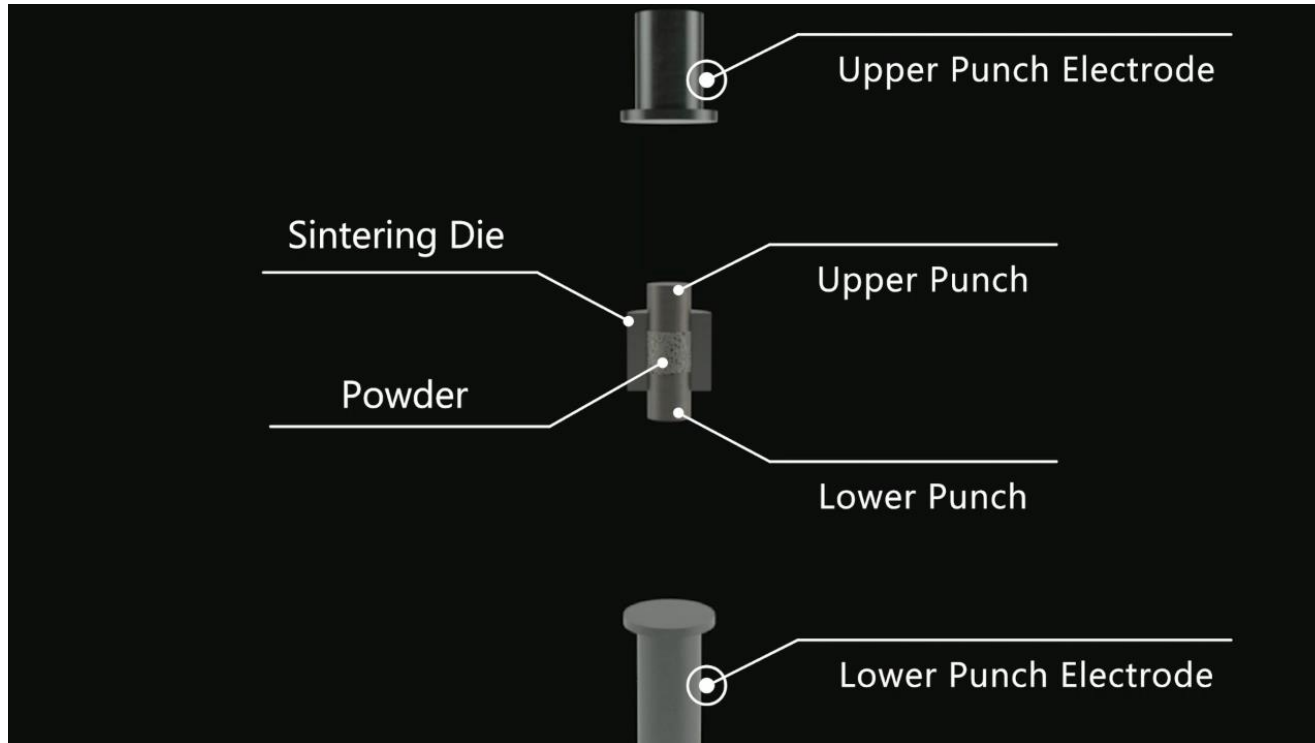 Upper Punch Electrode
Sintering Die
Upper Punch
Powder
Lower Punch
Lower Punch Electrode